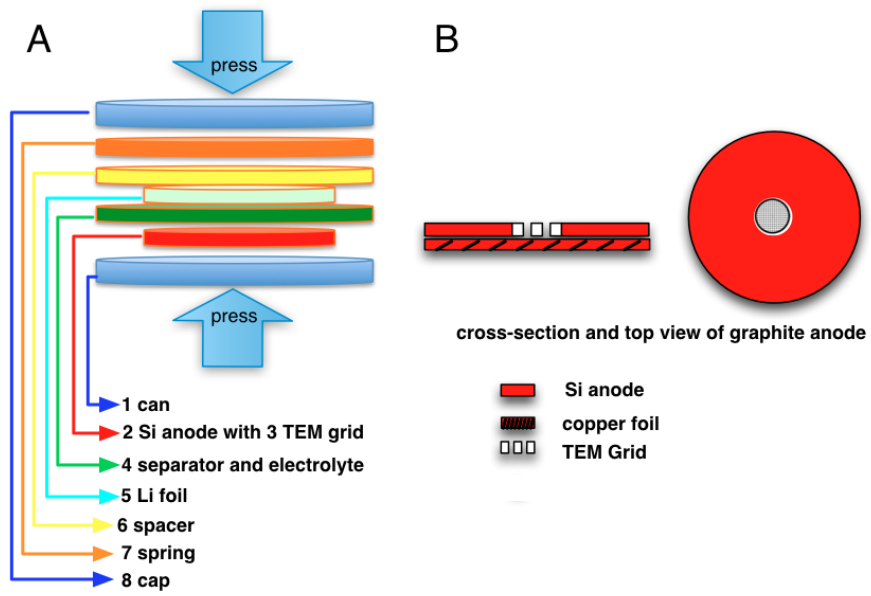 A
press
press
1 can
2 Si anode with 3 TEM grid
4 separator and electrolyte
5 Li foil
6 spacer
7 spring
8 cap
B
cross-section and top view of graphite anode
Si anode
copper foil
TEM Grid